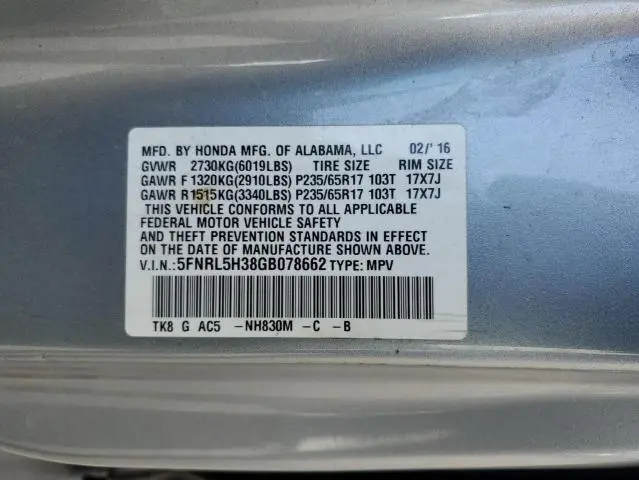 MFD. BY HONDA MFG. OF ALABAMA, LLC 02/'16
GVWR 2730KG(6019LBS) TIRE SIZE RIM SIZE
GAWR F1320KG(2910LBS)P235/65R17 103T 17X7J
GAWR R1515KG(3340LBS)P235/65R17 103T 17X7J
THIS VEHICLE CONFORMS TO ALL APPLICABLE
FEDERAL MOTOR VEHICLE SAFETY
AND THEFT PREVENTION STANDARDS IN EFFECT
ON THE DATE OF MANUFACTURE SHOWN ABOVE.
V.I.N.:5FNRL5H38GB078662 TYPE: MPV
TK8 G AC5 -NH830M -C -B